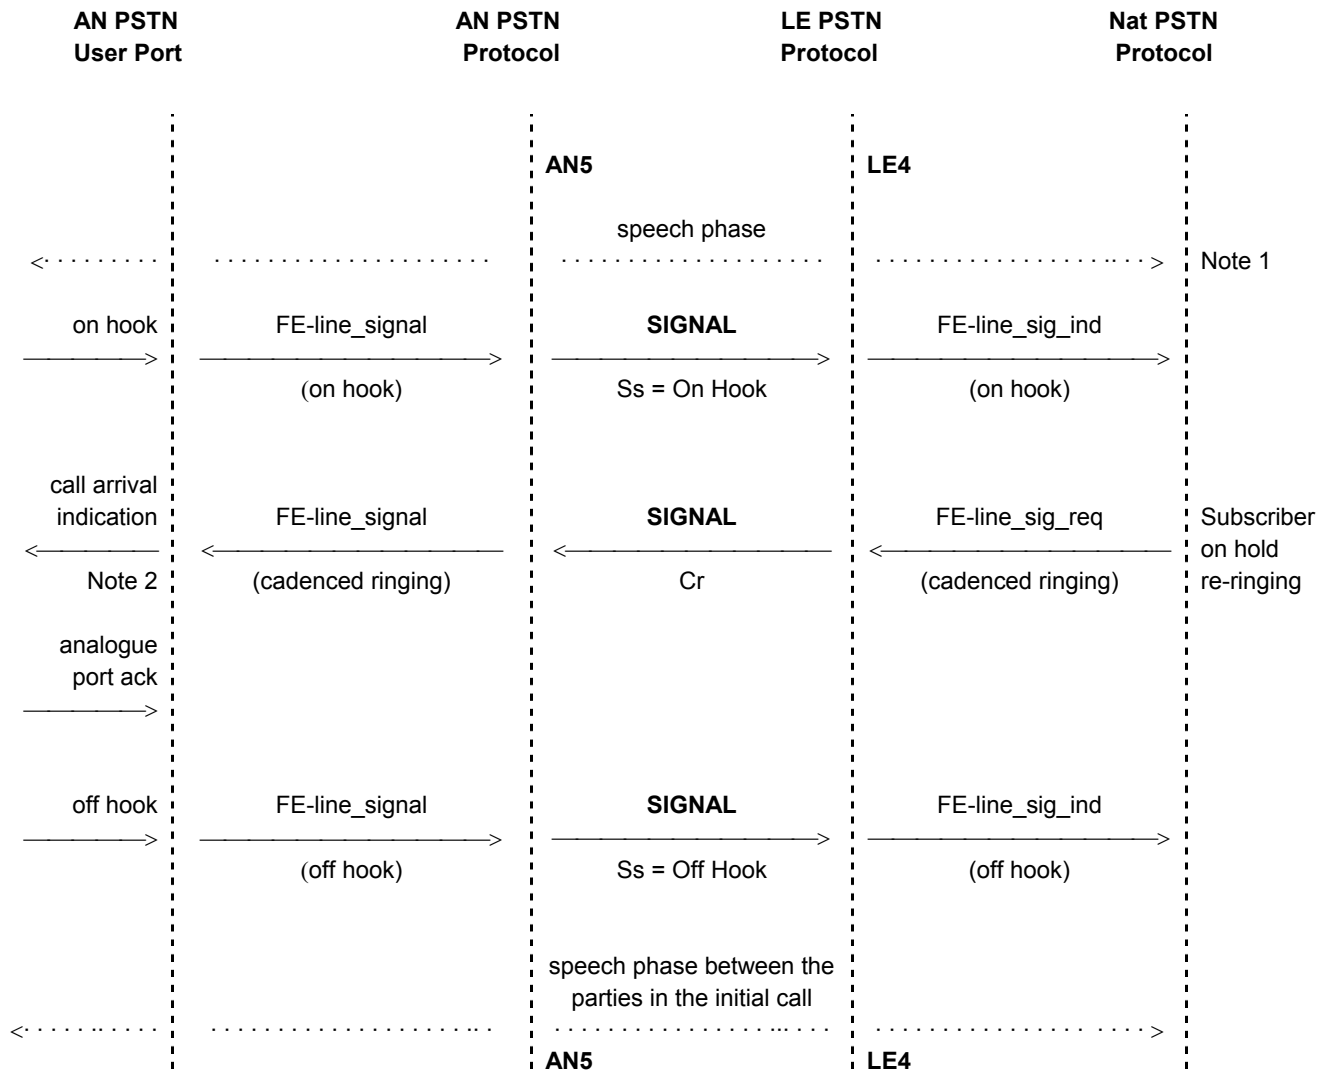 AN PSTN User Port
AN PSTN Protocol
LE PSTN Protocol
Nat PSTN Protocol
AN5
LE4
speech phase
Note 1
on hook
FE-line_signal
SIGNAL
FE-line_sig_ind
(on hook)
Ss = On Hook
(on hook)
call arrival
indication
FE-line_signal
SIGNAL
FE-line_sig_req
Subscriber
on hold
re-ringing
Note 2
(cadenced ringing)
Cr
(cadenced ringing)
analogue
port ack
off hook
FE-line_signal
SIGNAL
FE-line_sig_ind
(off hook)
Ss = Off Hook
(off hook)
speech phase between the
parties in the initial call
AN5
LE4